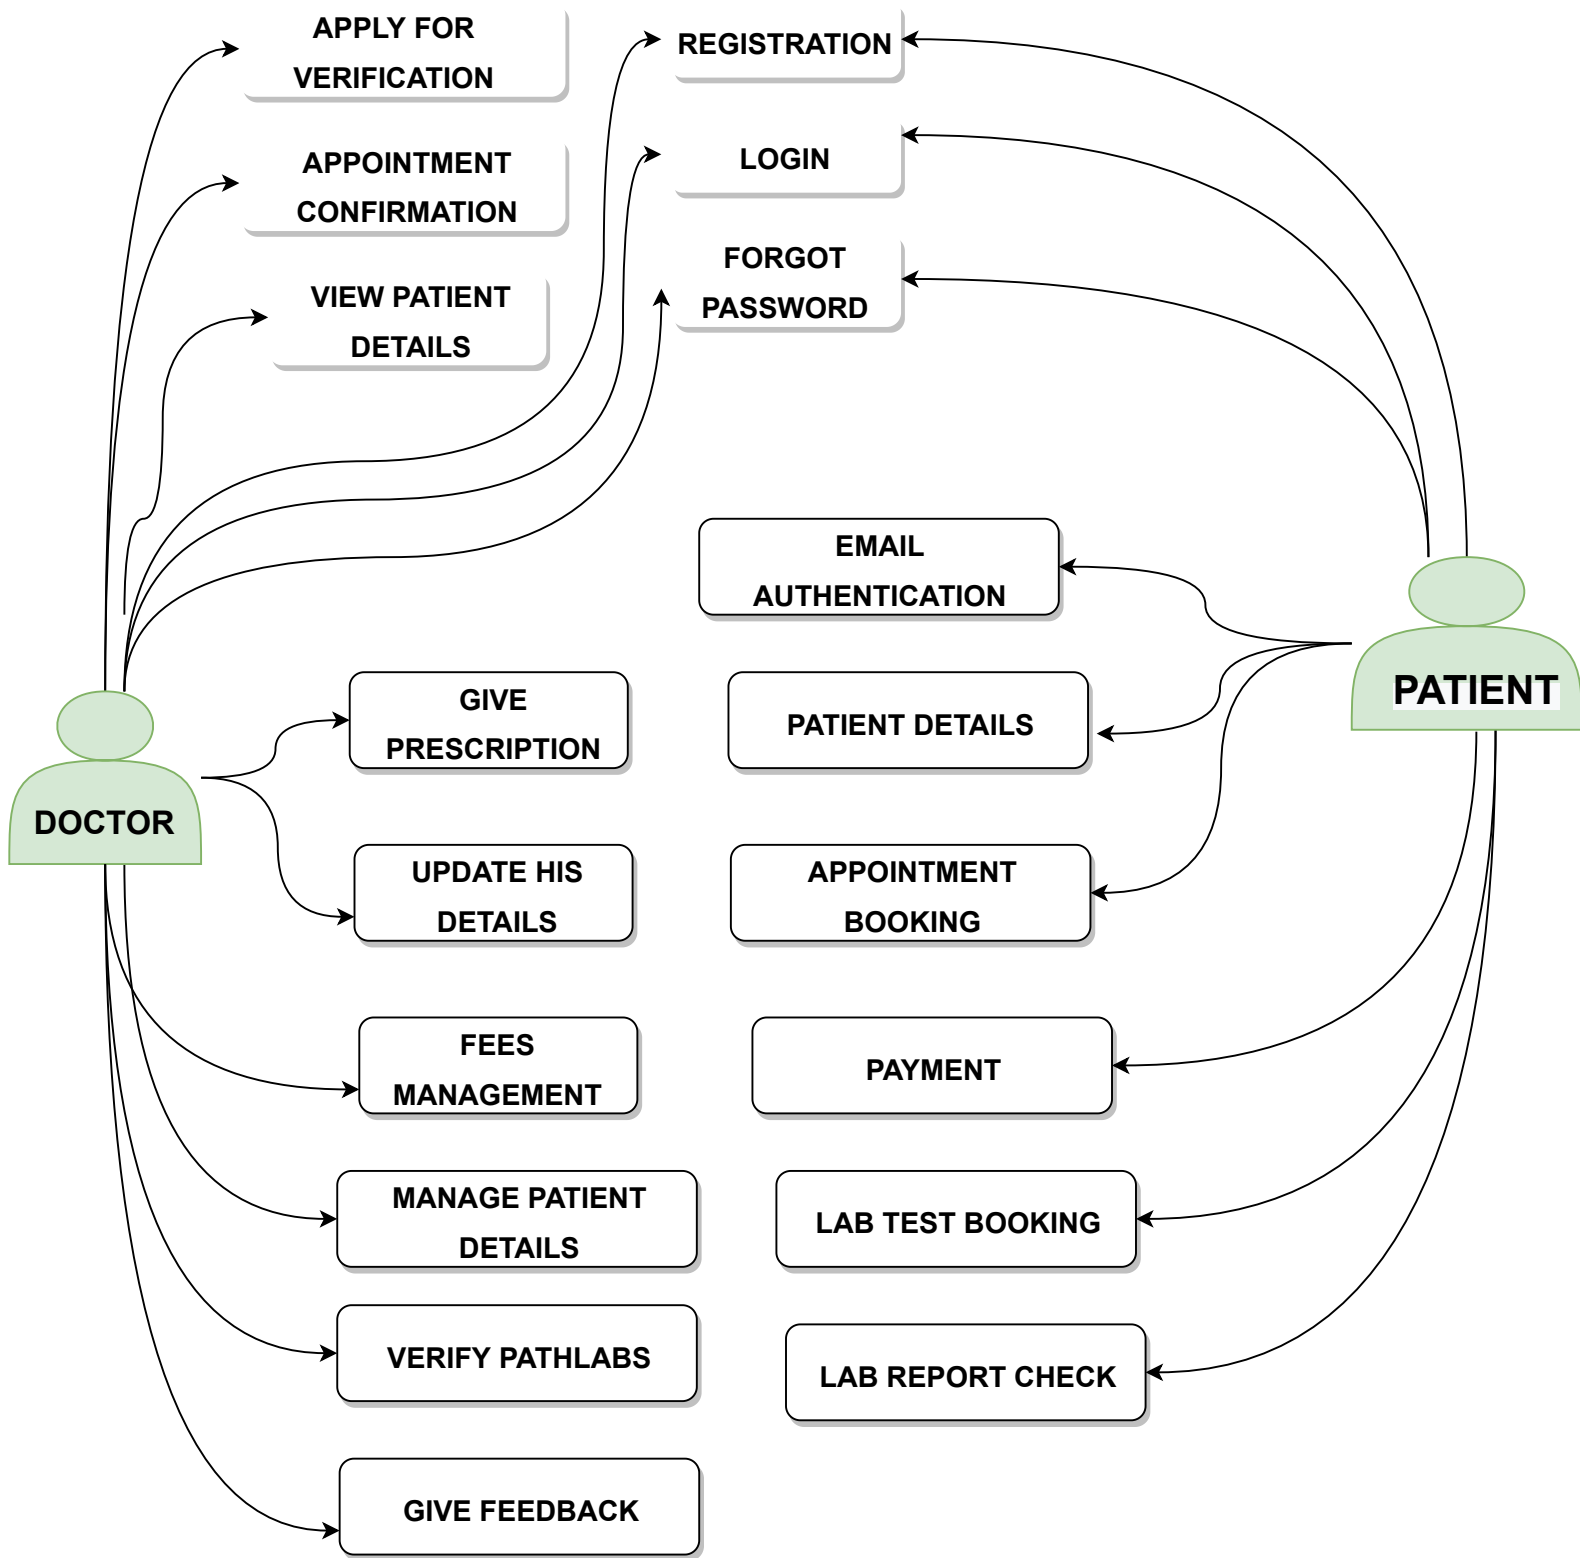 APPLY FOR
VERIFICATION
REGISTRATION
APPOINTMENT
CONFIRMATION
LOGIN
VIEW PATIENT
DETAILS
FORGOT
PASSWORD
EMAIL
AUTHENTICATION
PATIENT
GIVE
PRESCRIPTION
PATIENT DETAILS
DOCTOR
UPDATE HIS
DETAILS
APPOINTMENT
BOOKING
FEES
MANAGEMENT
PAYMENT
MANAGE PATIENT
DETAILS
LAB TEST BOOKING
VERIFY PATHLABS
LAB REPORT CHECK
GIVE FEEDBACK